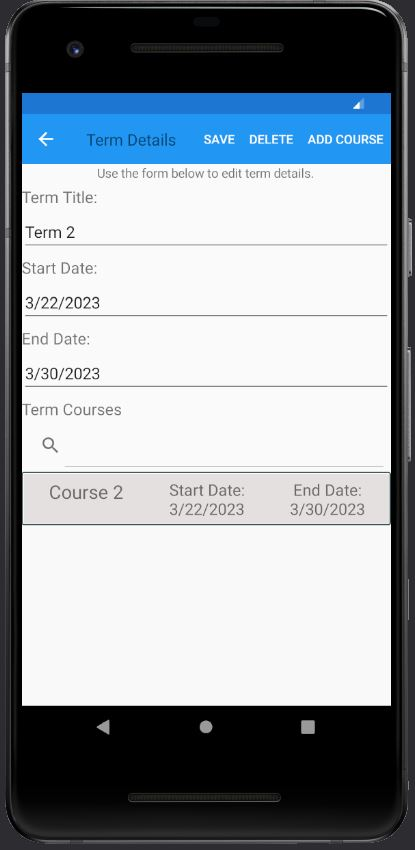 Term Details SAVE DELETE ADD COURSE
Use the form below to edit term details.
Term Title:
Term 2
Start Date:
3/22/2023
End Date:
3/30/2023
Term Courses
Course 2 Start Date: End Date:
3/22/2023 3/30/2023